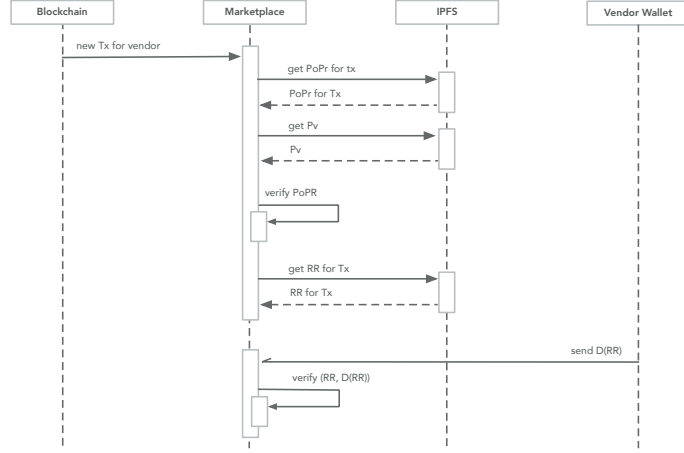 Blockchain
Marketplace
IPFS
Vendor Wallet
new Tx for vendor
get PoPr for tx
PoPr for Tx
get Pv
Pv
verify PoPR
get RR for Tx
RR for Tx
send D(RR)
verify (RR, D(RR))